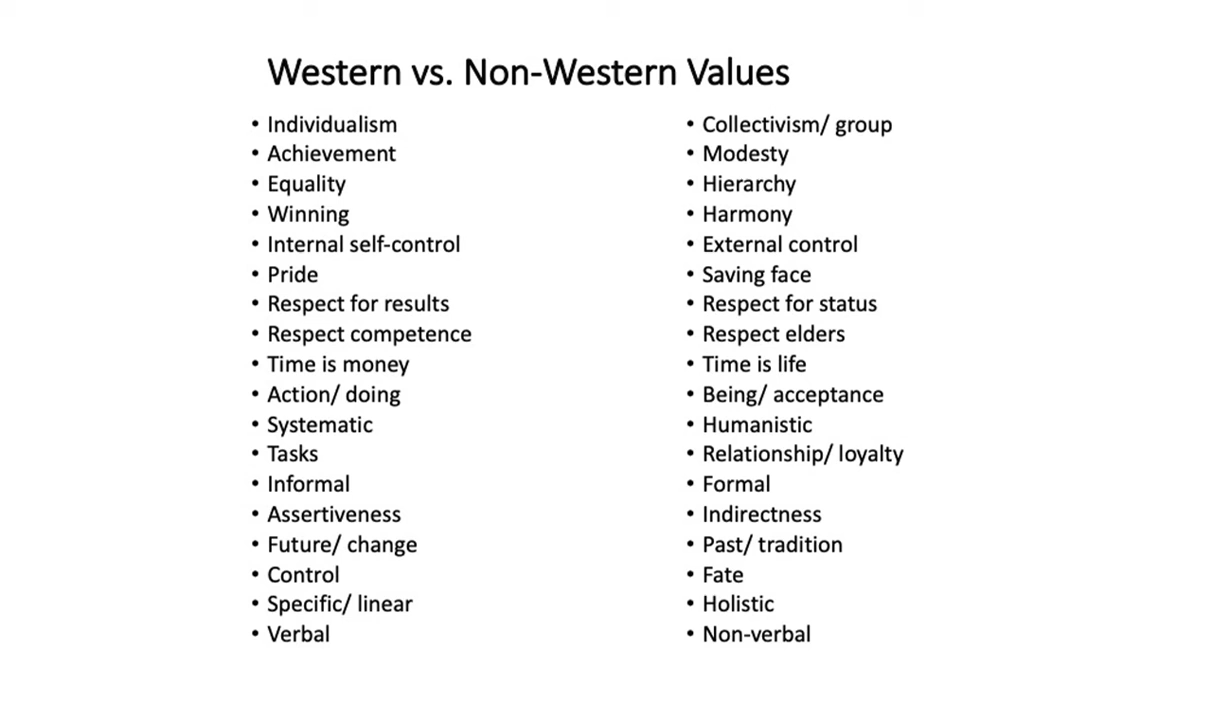 Western vs. Non-Western Values
• Individualism
• Achievement
• Equality
• Winning
• Internal self-control
• Pride
• Respect for results
• Respect competence
• Time is money
• Action/ doing
• Systematic
• Tasks
• Informal
• Assertiveness
• Future/ change
• Control
• Specific/ linear
• Verbal
• Collectivism/ group
• Modesty
• Hierarchy
• Harmony
• External control
• Saving face
• Respect for status
• Respect elders
• Time is life
• Being/ acceptance
• Humanistic
• Relationship/ loyalty
• Formal
• Indirectness
• Past/ tradition
• Fate
• Holistic
• Non-verbal